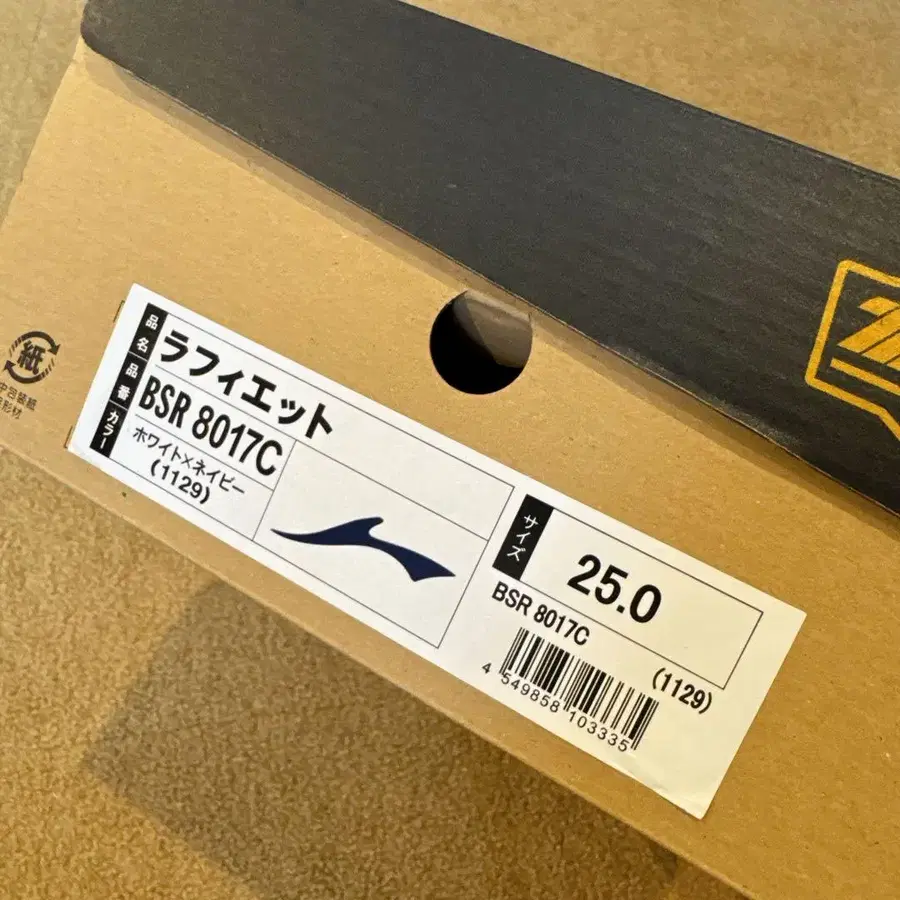 品名
ラフィエット
品番
BSR 8017C
カラー
ホワイト×ネイビー
(1129)
サイズ
25.0
BSR 8017C
(1129)
4 549858 103335
紙